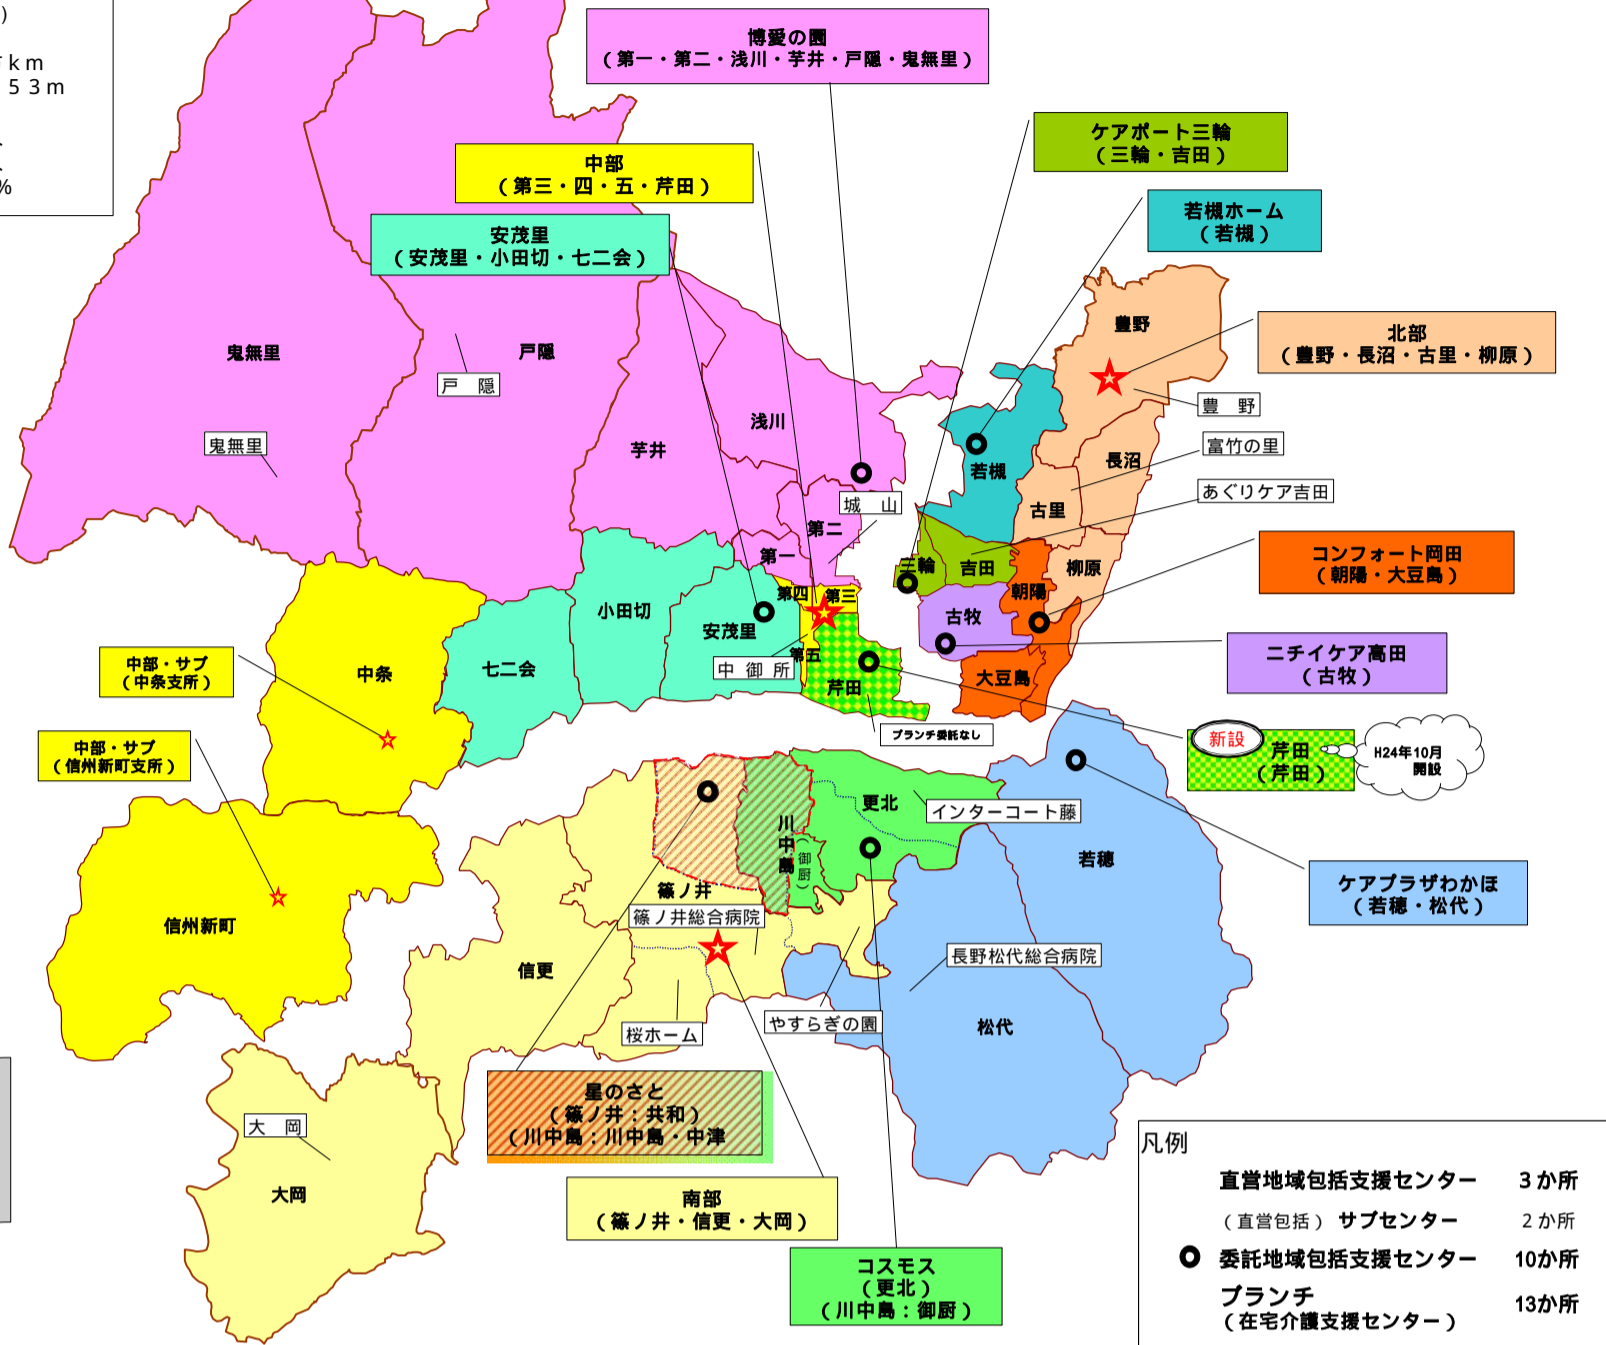 )
km
５３ｍ
%
博愛の園
（第一・第二・浅川・芋井・戸隠・鬼無里）
ケアポート三輪
（三輪・吉田）
中部
（第三・四・五・芹田）
若槻ホーム
（若槻）
安茂里
（安茂里・小田切・七二会）
北部
（豊野・長沼・古里・柳原）
豊野
鬼無里
戸隠
戸　隠
豊　野
浅川
鬼無里
芋井
富竹の里
長沼
若槻
あぐりケア吉田
城　山
古里
第二
第一
三輪
吉田
柳原
コンフォート岡田
（朝陽・大豆島）
朝陽
第四
第三
小田切
安茂里
古牧
第五
中 御 所
ニチイケア高田
（古牧）
中部・サブ
（中条支所）
中条
七二会
大豆島
芹田
ブランチ委託なし
新設
芹田
（芹田）
H24年10月
開設
中部・サブ
（信州新町支所）
更北
インターコート藤
川中島
（御厨）
若穂
篠ノ井
ケアプラザわかほ
（若穂・松代）
篠ノ井総合病院
信州新町
長野松代総合病院
信更
やすらぎの園
松代
桜ホーム
星のさと
（篠ノ井：共和）
（川中島：川中島・中津
大　岡
大岡
南部
（篠ノ井・信更・大岡）
コスモス
（更北）
（川中島：御厨）
凡例
直営地域包括支援センター　３か所
（直営包括）サブセンター　２か所
委託地域包括支援センター　10か所
ブランチ　13か所
（在宅介護支援センター）